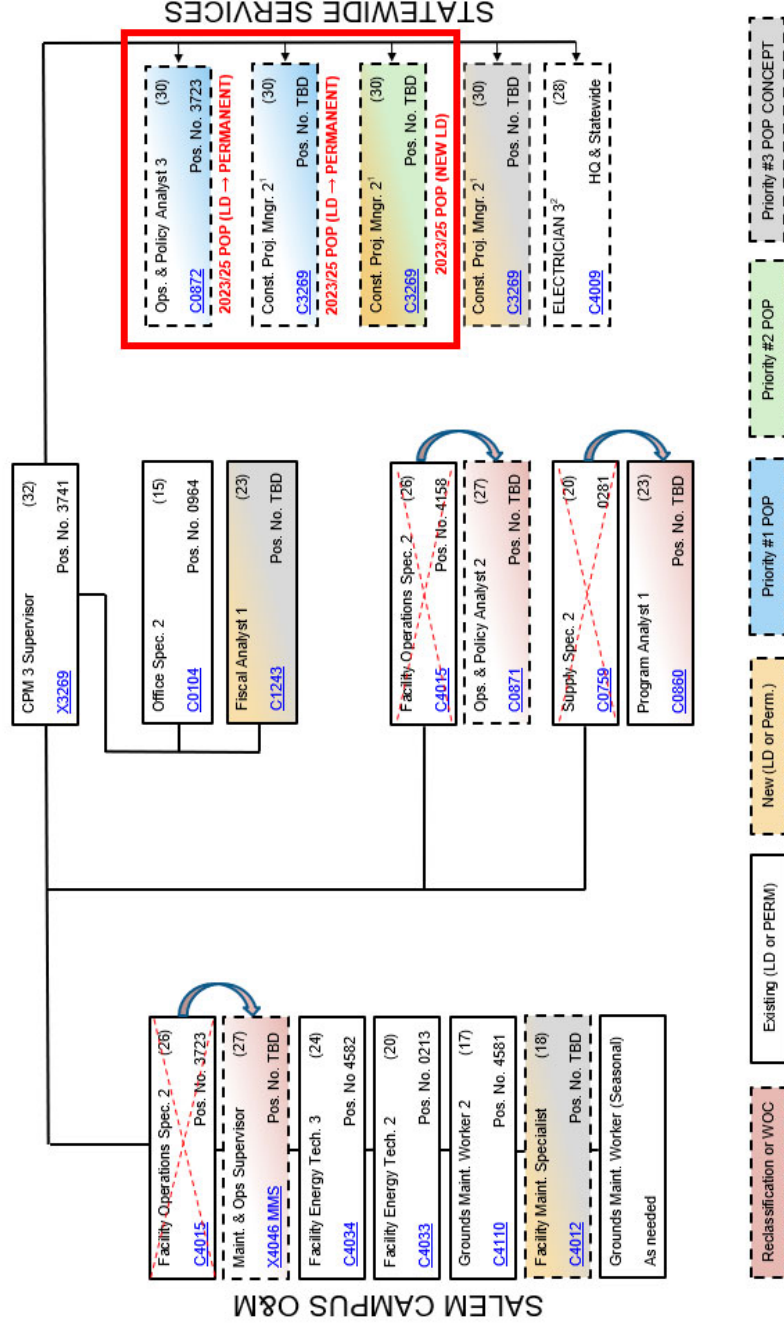 CPM 3 Supervisor (32)
X3269 Pos. No. 3741
SALEM CAMPUS O&M
Facility Operations Spec. 2 (26)
C4015 Pos. No. 3723
Maint. & Ops Supervisor (27)
X4046 MMS Pos. No. TBD
Facility Energy Tech. 3 (24)
C4034 Pos. No 4582
Facility Energy Tech. 2 (20)
C4033 Pos. No. 0213
Grounds Maint. Worker 2 (17)
C4110 Pos. No. 4581
Facility Maint. Specialist (18)
C4012 Pos. No. TBD
Grounds Maint. Worker (Seasonal)
As needed
Office Spec. 2 (15)
C0104 Pos. No. 0964
Fiscal Analyst 1 (23)
C1243 Pos. No. TBD
Facility Operations Spec. 2 (26)
C4015 Pos. No. 4158
Ops. & Policy Analyst 2 (27)
C0871 Pos. No. TBD
Supply Spec. 2 (20)
C0759 0281
Program Analyst 1 (23)
C0860 Pos. No. TBD
STATEWIDE SERVICES
Ops. & Policy Analyst 3 (30)
C0872 Pos. No. 3723
2023/25 POP (LD → PERMANENT)
Const. Proj. Mngr. 2¹ (30)
C3269 Pos. No. TBD
2023/25 POP (LD → PERMANENT)
Const. Proj. Mngr. 2¹ (30)
C3269 Pos. No. TBD
2023/25 POP (NEW LD)
Const. Proj. Mngr. 2¹ (30)
C3269 Pos. No. TBD
ELECTRICIAN 3² (28)
C4009 HQ & Statewide
Reclassification or WOC
Existing (LD or PERM)
New (LD or Perm.)
Priority #1 POP
Priority #2 POP
Priority #3 POP CONCEPT